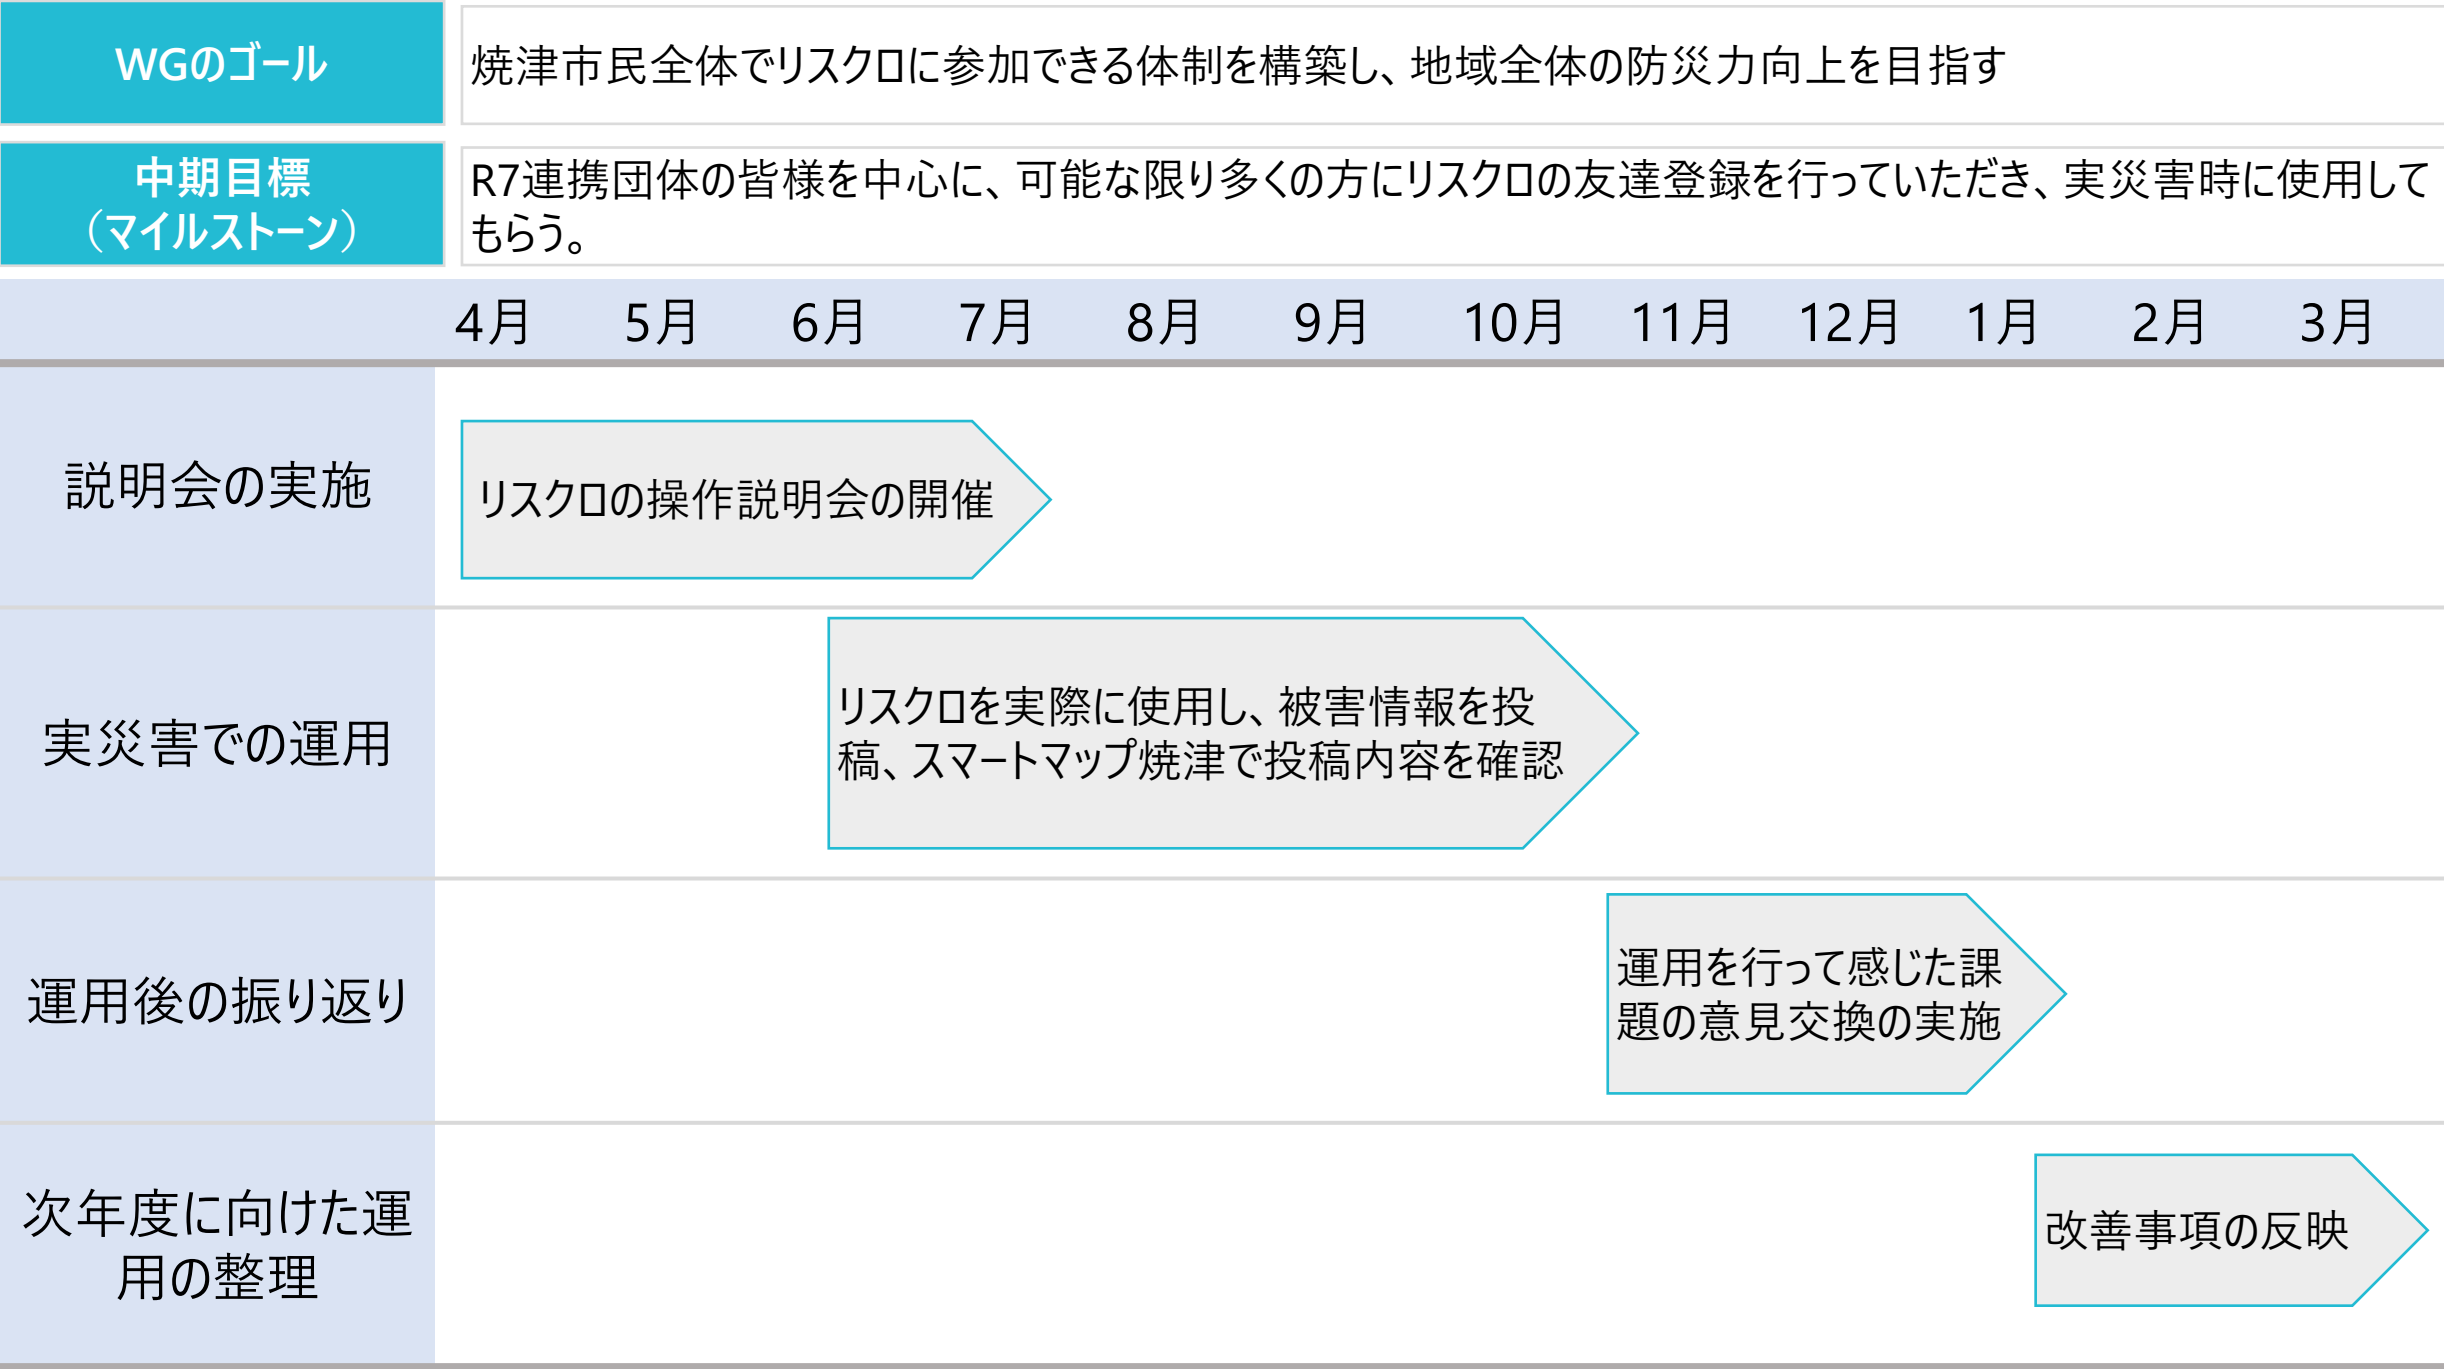 WGのゴール
焼津市民全体でリスクロに参加できる体制を構築し、地域全体の防災力向上を目指す
中期目標
（マイルストーン）
R7連携団体の皆様を中心に、可能な限り多くの方にリスクロの友達登録を行っていただき、実災害時に使用して
もらう。
4月 5月 6月 7月 8月 9月 10月 11月 12月 1月 2月 3月
説明会の実施
リスクロの操作説明会の開催
実災害での運用
リスクロを実際に使用し、被害情報を投
稿、スマートマップ焼津で投稿内容を確認
運用後の振り返り
運用を行って感じた課
題の意見交換の実施
次年度に向けた運
用の整理
改善事項の反映